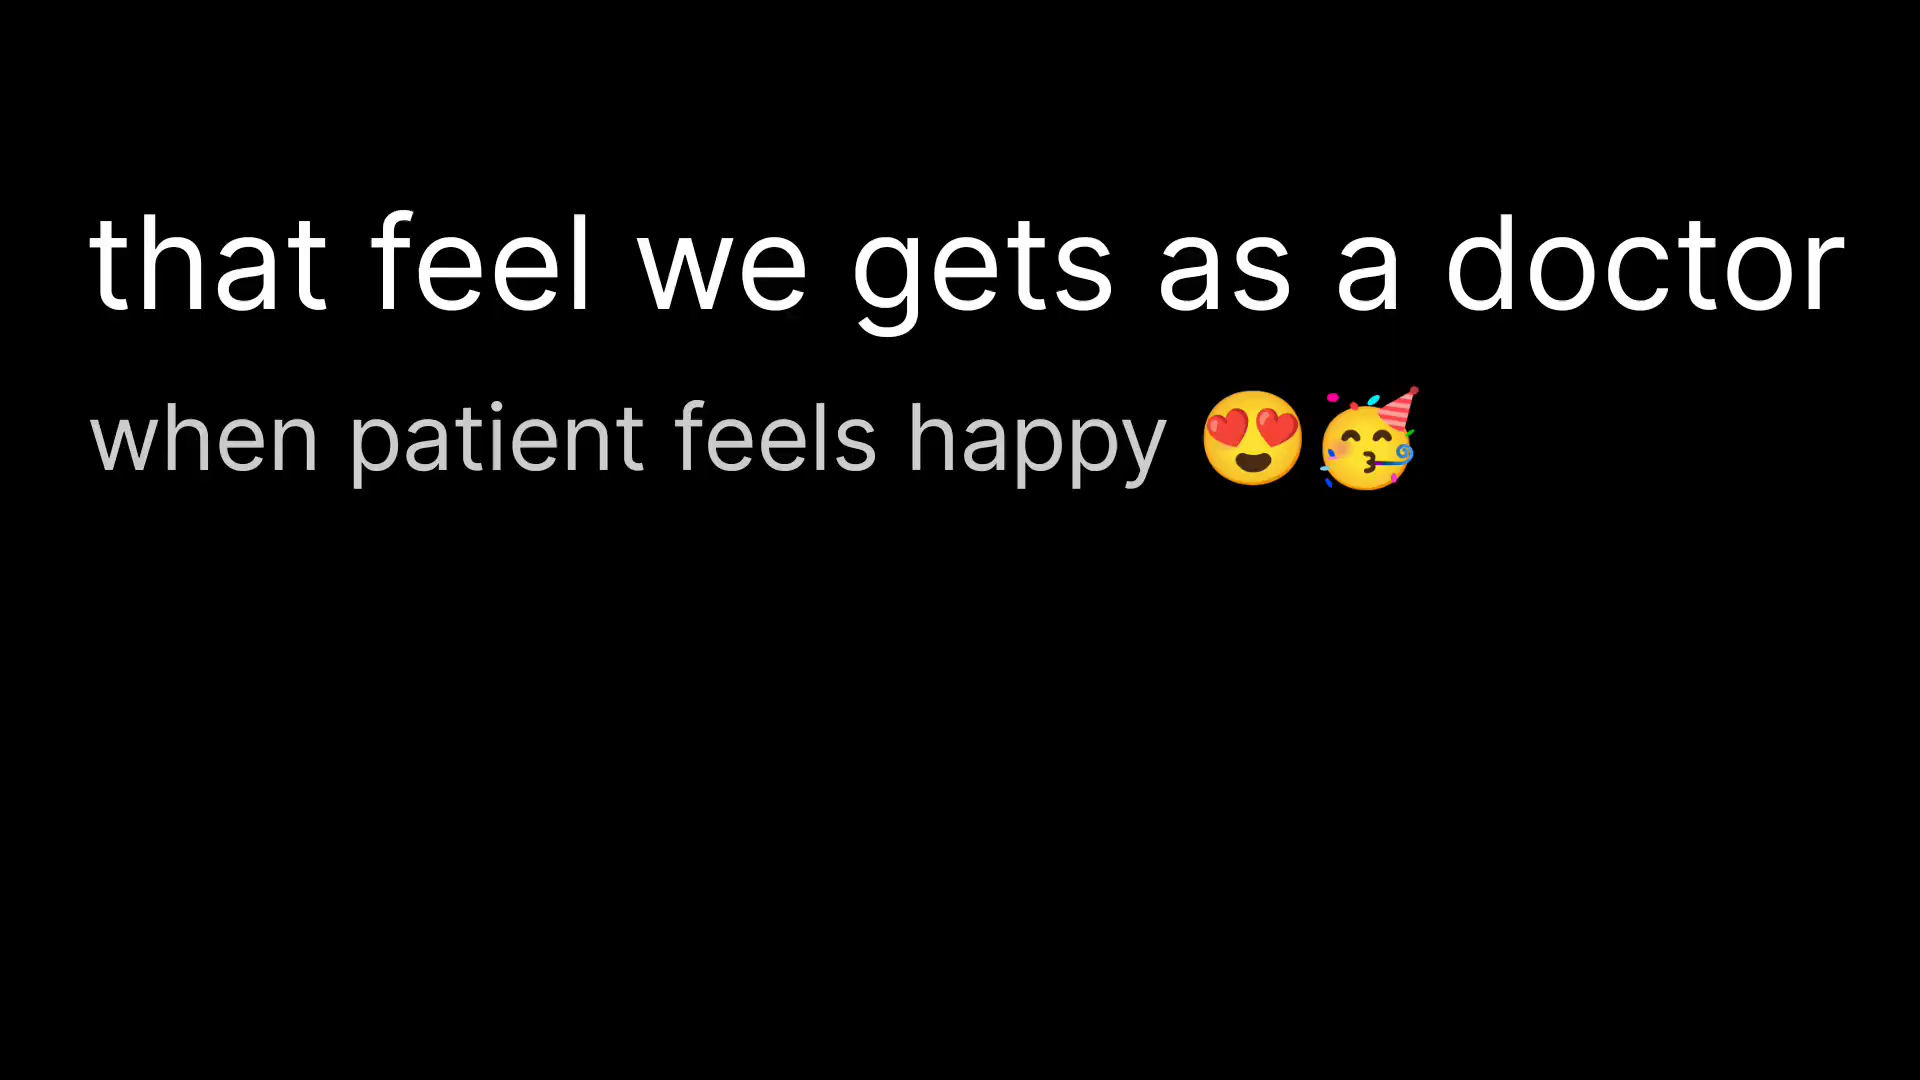 that feel we gets as a doctor
when patient feels happy 😍🥳